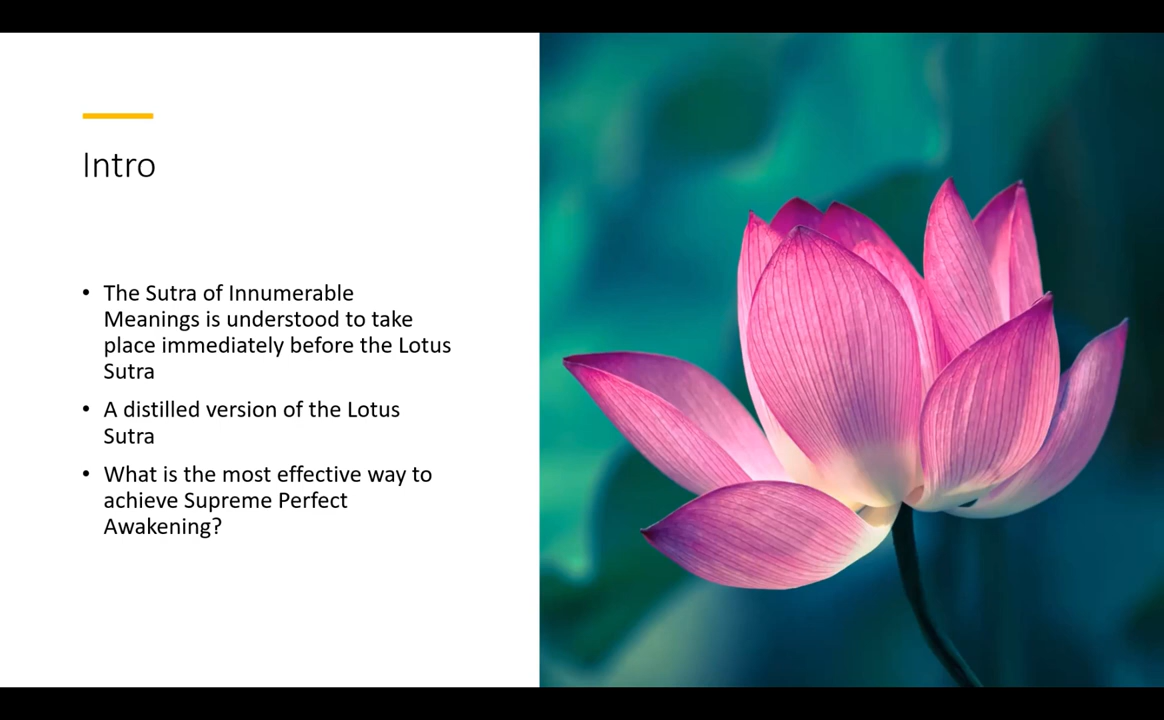 Intro
• The Sutra of Innumerable
Meanings is understood to take
place immediately before the Lotus
Sutra
• A distilled version of the Lotus
Sutra
• What is the most effective way to
achieve Supreme Perfect
Awakening?